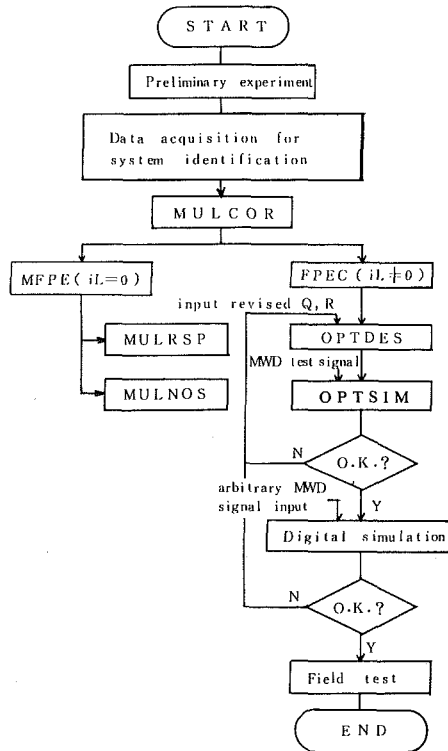 START
Preliminary experiment
Data acquisition for
system identification
MULCOR
MFPE( iL=0)
FPEC( iL≠0)
input revised Q, R
MULRSP
OPTDES
MWD test signal
MULNOS
OPTSIM
N
O.K.?
arbitrary MWD
signal input
Y
Digital simulation
N
O.K.?
Y
Field test
END